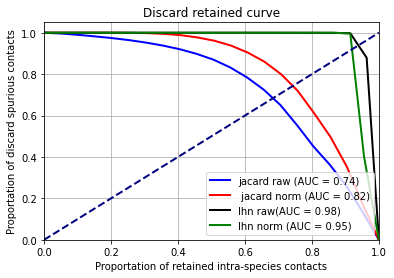 Discard retained curve
Proportion of discard spurious contacts
1.0
0.8
0.6
0.4
0.2
0.0
jacard raw (AUC = 0.74)
jacard norm (AUC = 0.82)
lhn raw(AUC = 0.98)
lhn norm (AUC = 0.95)
0.0 0.2 0.4 0.6 0.8 1.0
Proportation of retained intra-species contacts